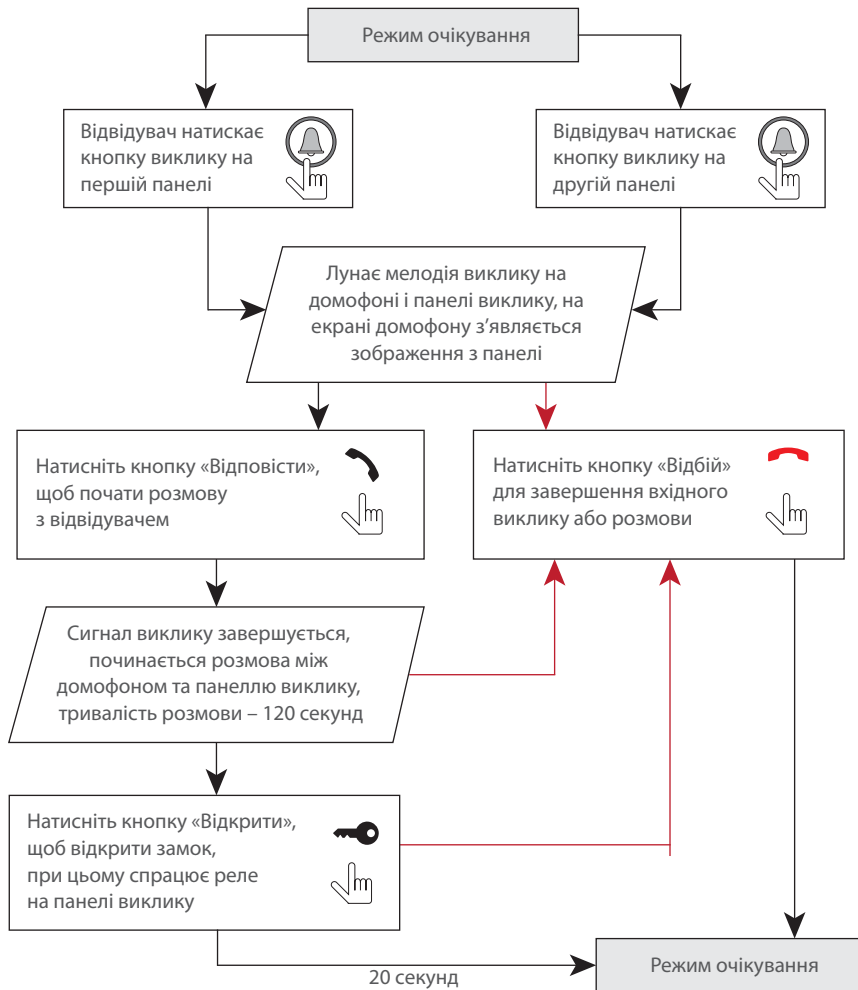 Режим очікування
Відвідувач натискає
кнопку виклику на
першій панелі
Відвідувач натискає
кнопку виклику на
другій панелі
Лунає мелодія виклику на
домофоні і панелі виклику, на
екрані домофону з’являється
зображення з панелі
Натисніть кнопку «Відповісти»,
щоб почати розмову
з відвідувачем
Натисніть кнопку «Відбій»
для завершення вхідного
виклику або розмови
Сигнал виклику завершується,
починається розмова між
домофоном та панеллю виклику,
тривалість розмови – 120 секунд
Натисніть кнопку «Відкрити»,
щоб відкрити замок,
при цьому спрацює реле
на панелі виклику
20 секунд
Режим очікування